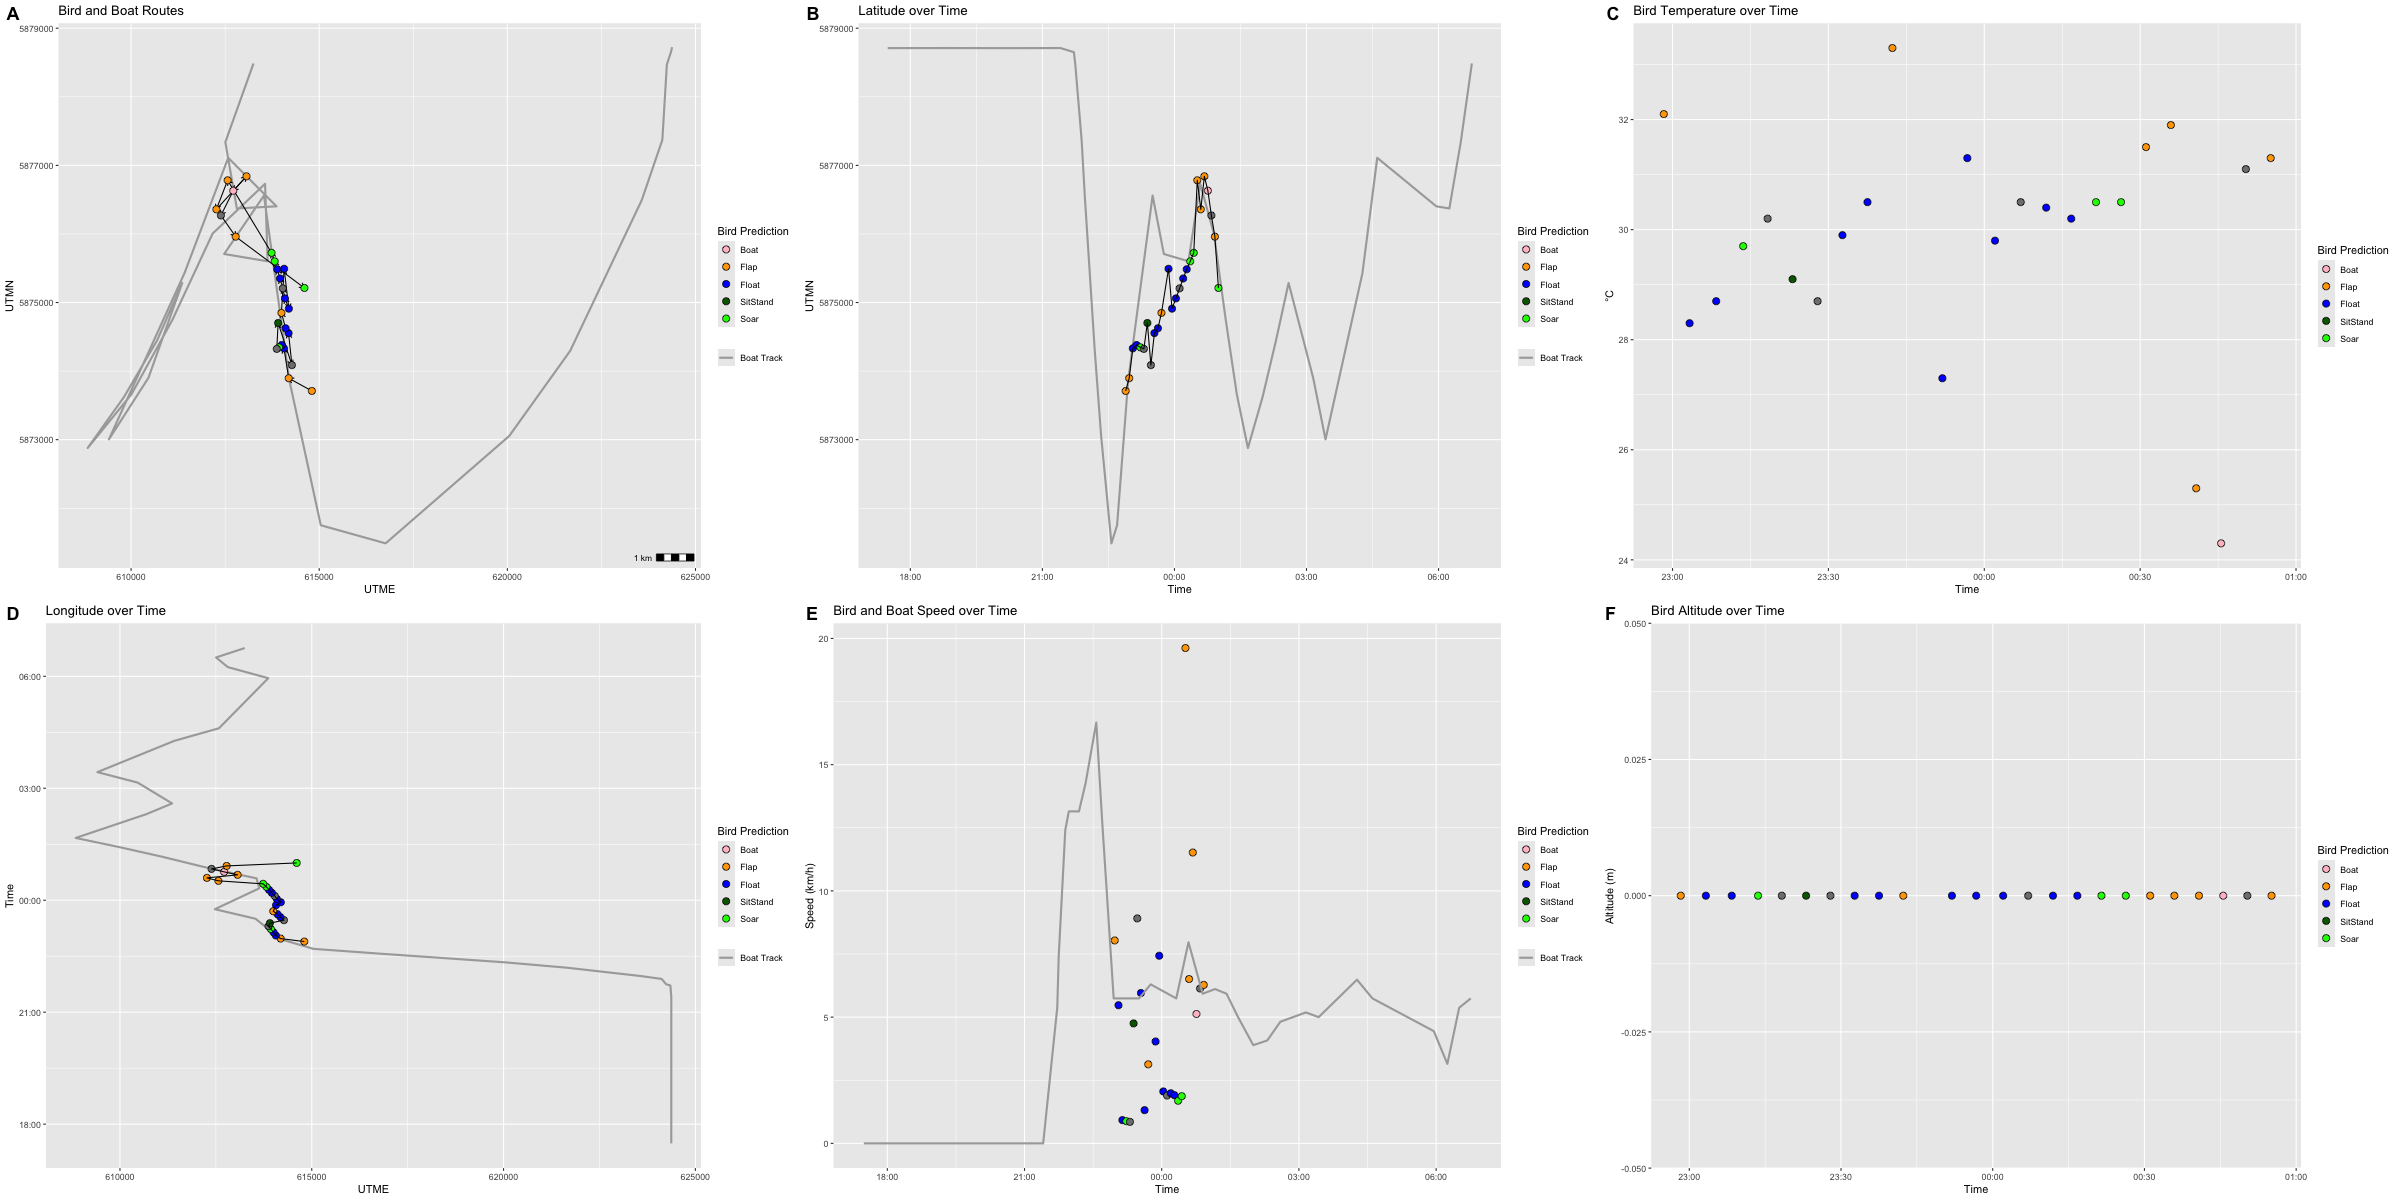 A Bird and Boat Routes
5879000
5877000
5875000
5873000
UTMN
610000 615000 620000 625000
UTME
1 km
Bird Prediction
Boat
Flap
Float
SitStand
Soar
Boat Track
B Latitude over Time
5879000
5877000
5875000
5873000
UTMN
18:00 21:00 00:00 03:00 06:00
Time
Bird Prediction
Boat
Flap
Float
SitStand
Soar
Boat Track
C Bird Temperature over Time
32
30
28
26
24
°C
23:00 23:30 00:00 00:30 01:00
Time
Bird Prediction
Boat
Flap
Float
SitStand
Soar
D Longitude over Time
06:00
03:00
00:00
21:00
18:00
Time
610000 615000 620000 625000
UTME
Bird Prediction
Boat
Flap
Float
SitStand
Soar
Boat Track
E Bird and Boat Speed over Time
20
15
10
5
0
Speed (km/h)
18:00 21:00 00:00 03:00 06:00
Time
Bird Prediction
Boat
Flap
Float
SitStand
Soar
Boat Track
F Bird Altitude over Time
0.050
0.025
0.000
-0.025
-0.050
Altitude (m)
23:00 23:30 00:00 00:30 01:00
Time
Bird Prediction
Boat
Flap
Float
SitStand
Soar